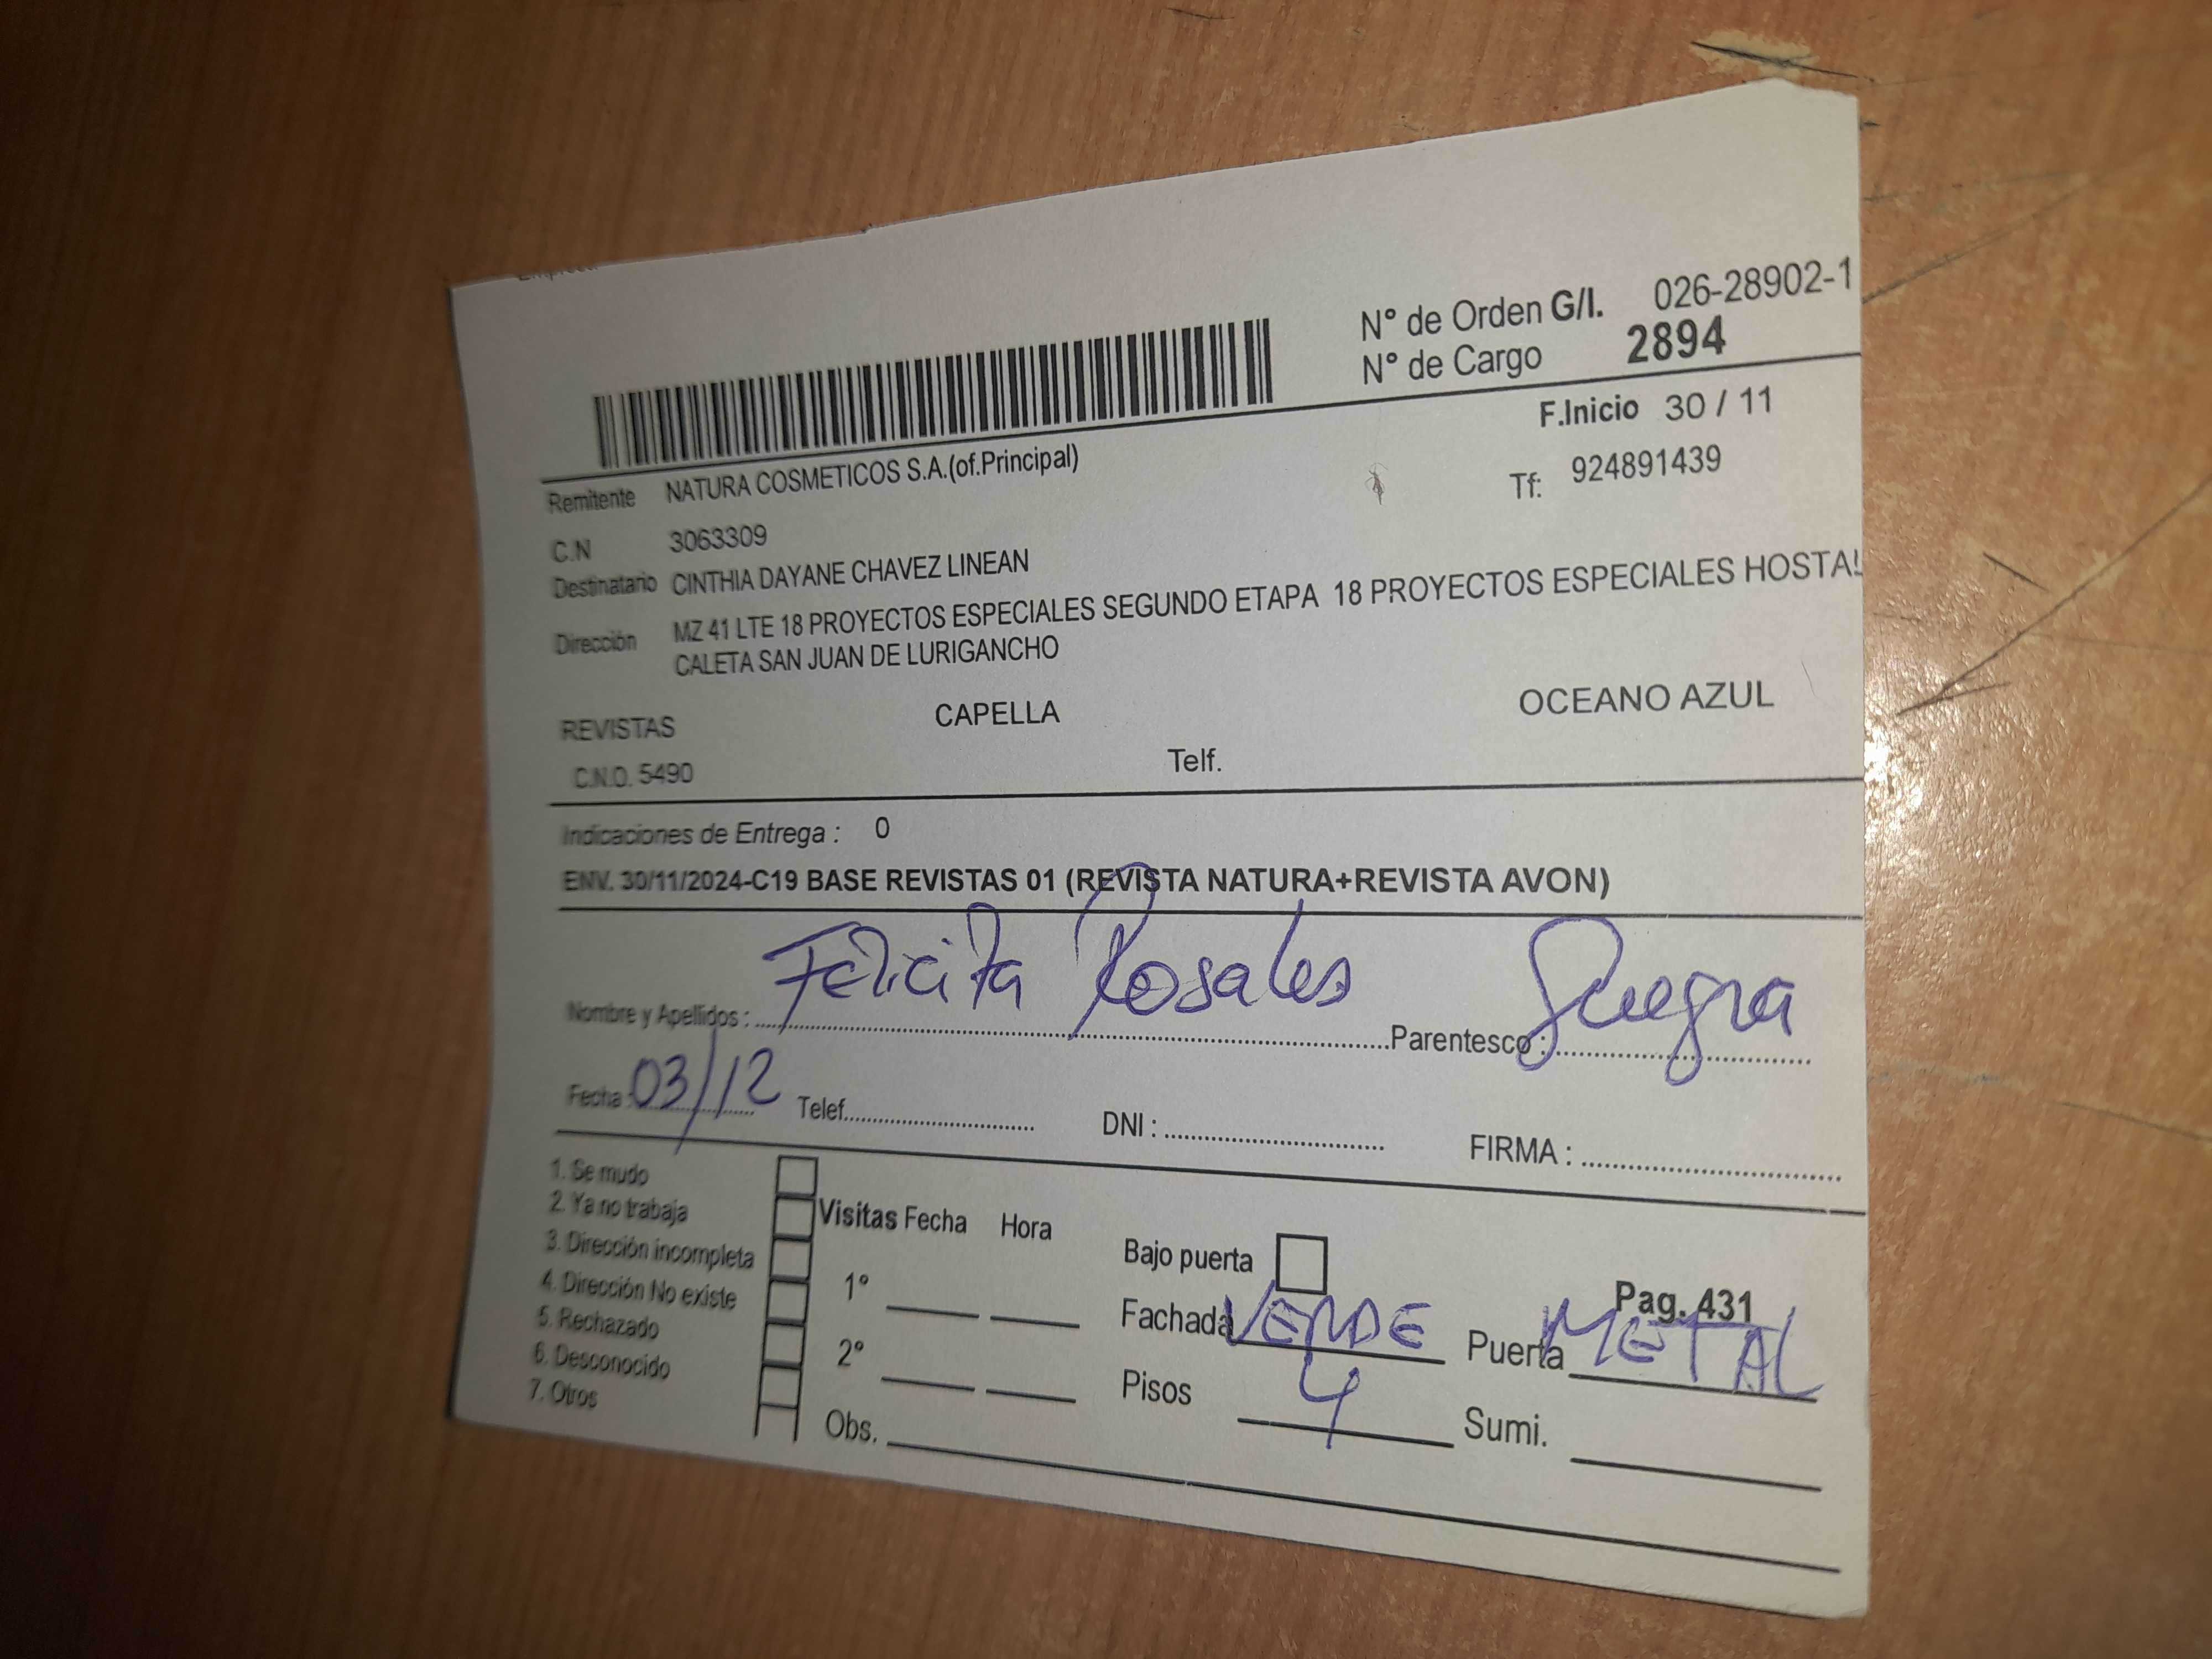 N° de Orden G/I. 026-28902-1
N° de Cargo 2894
F.Inicio 30 / 11
Remitente NATURA COSMETICOS S.A.(of.Principal)
Tf: 924891439
C.N 3063309
Destinatario CINTHIA DAYANE CHAVEZ LINEAN
Dirección MZ 41 LTE 18 PROYECTOS ESPECIALES SEGUNDO ETAPA 18 PROYECTOS ESPECIALES HOSTAL
CALETA SAN JUAN DE LURIGANCHO
REVISTAS CAPELLA OCEANO AZUL
C.N.O. 5490 Telf.
Indicaciones de Entrega : 0
ENV. 30/11/2024-C19 BASE REVISTAS 01 (REVISTA NATURA+REVISTA AVON)
Nombre y Apellidos : Felicita Rosales Parentesco : Suegra
Fecha : 03/12 Telef. DNI : FIRMA :
1. Se mudo
2. Ya no trabaja
3. Dirección incompleta
4. Dirección No existe
5. Rechazado
6. Desconocido
7. Otros
Visitas Fecha Hora
1°
2°
Obs.
Bajo puerta
Pag. 431
Fachada VERDE Puerta METAL
Pisos 4 Sumi.